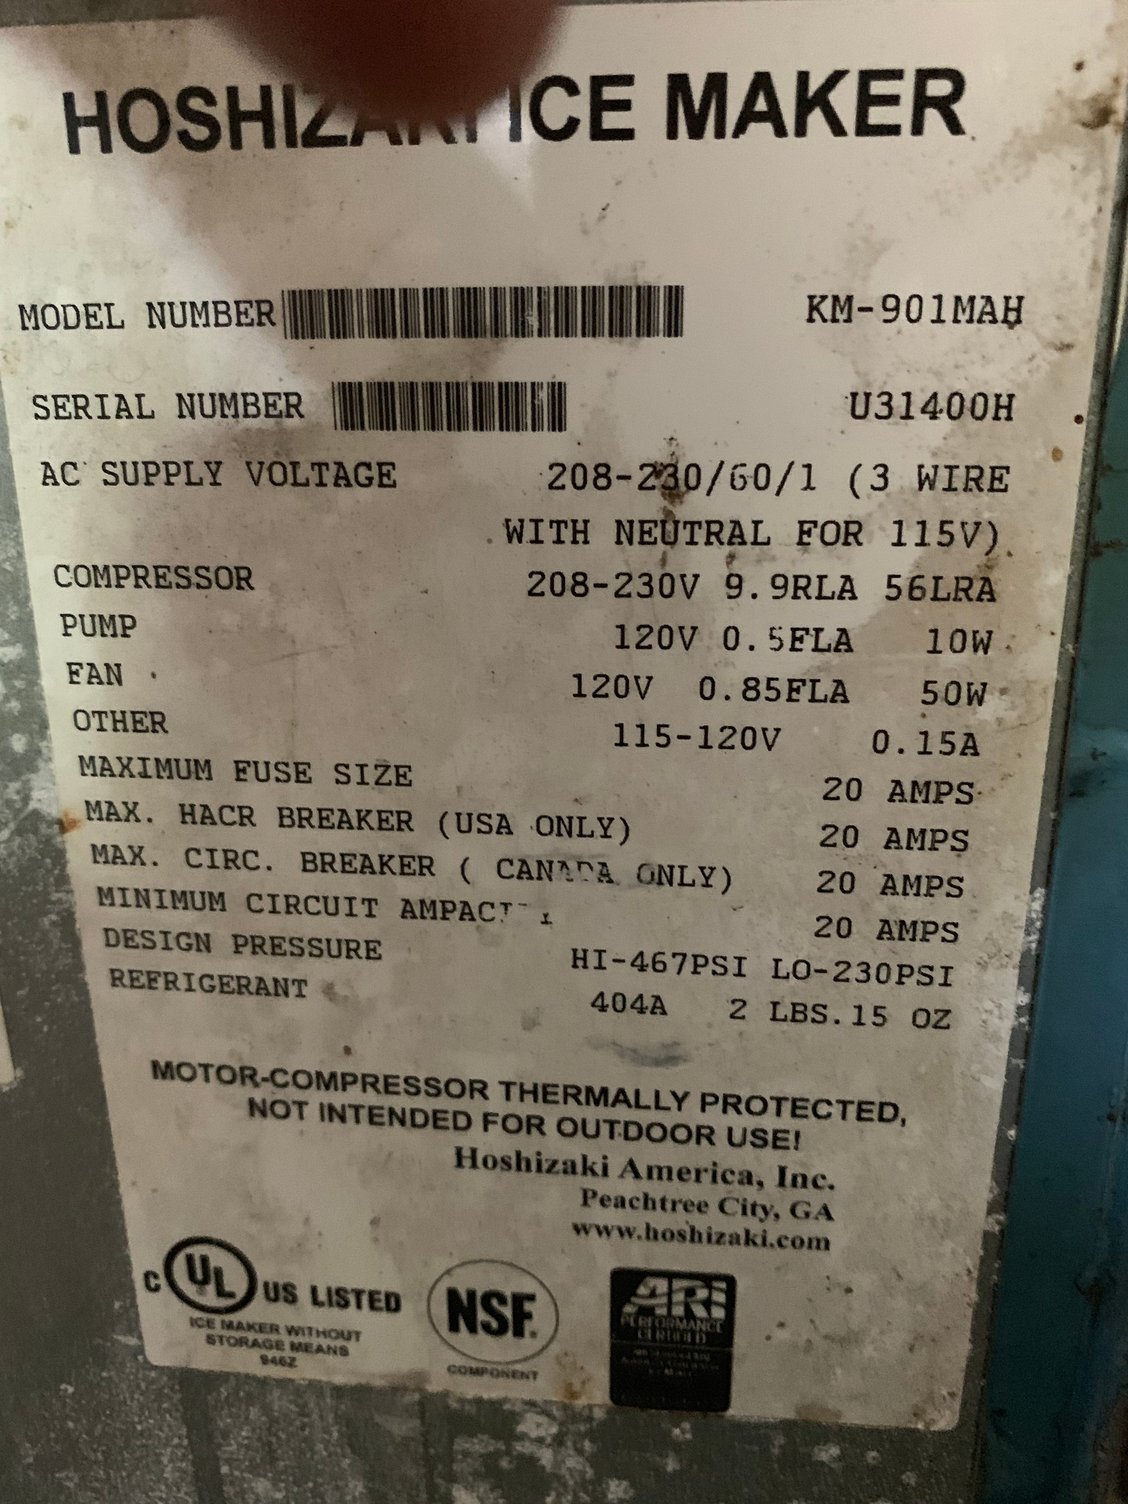 HOSHIZAKI ICE MAKER
MODEL NUMBER KM-901MAH
SERIAL NUMBER U31400H
AC SUPPLY VOLTAGE 208-230/60/1 (3 WIRE
WITH NEUTRAL FOR 115V)
COMPRESSOR 208-230V 9.9RLA 56LRA
PUMP 120V 0.5FLA 10W
FAN 120V 0.85FLA 50W
OTHER 115-120V 0.15A
MAXIMUM FUSE SIZE 20 AMPS
MAX. HACR BREAKER (USA ONLY) 20 AMPS
MAX. CIRC. BREAKER ( CANADA ONLY) 20 AMPS
MINIMUM CIRCUIT AMPACITY 20 AMPS
DESIGN PRESSURE HI-467PSI LO-230PSI
REFRIGERANT 404A 2 LBS.15 OZ
MOTOR-COMPRESSOR THERMALLY PROTECTED,
NOT INTENDED FOR OUTDOOR USE!
Hoshizaki America, Inc.
Peachtree City, GA
www.hoshizaki.com
C UL US LISTED
ICE MAKER WITHOUT
STORAGE MEANS
946Z
NSF.
COMPONENT
ARI
PERFORMANCE
CERTIFIED